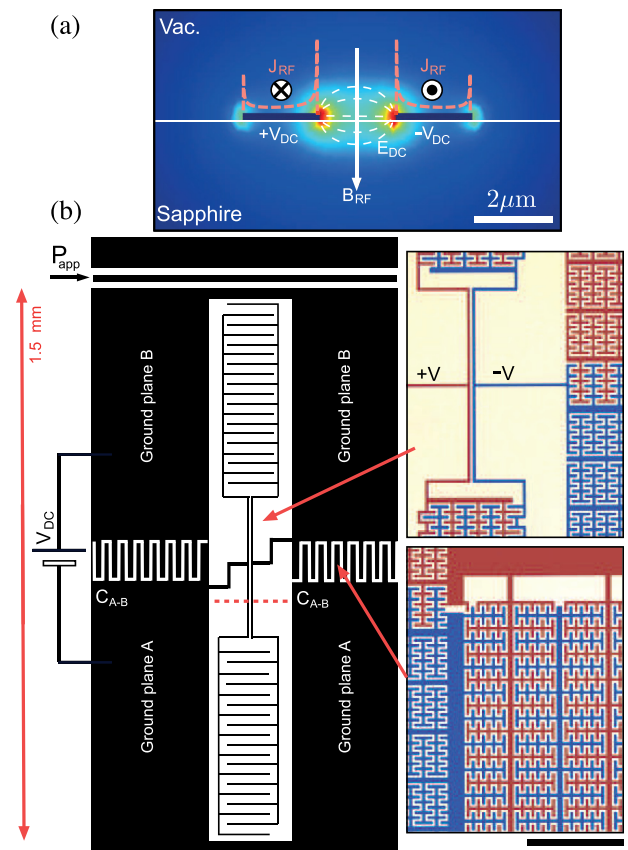 (a)
Vac.
J_RF
J_RF
+V_DC
E_DC
-V_DC
B_RF
Sapphire
2μm
(b)
P_app
1.5 mm
Ground plane B
Ground plane B
+V
-V
V_DC
C_A-B
C_A-B
Ground plane A
Ground plane A